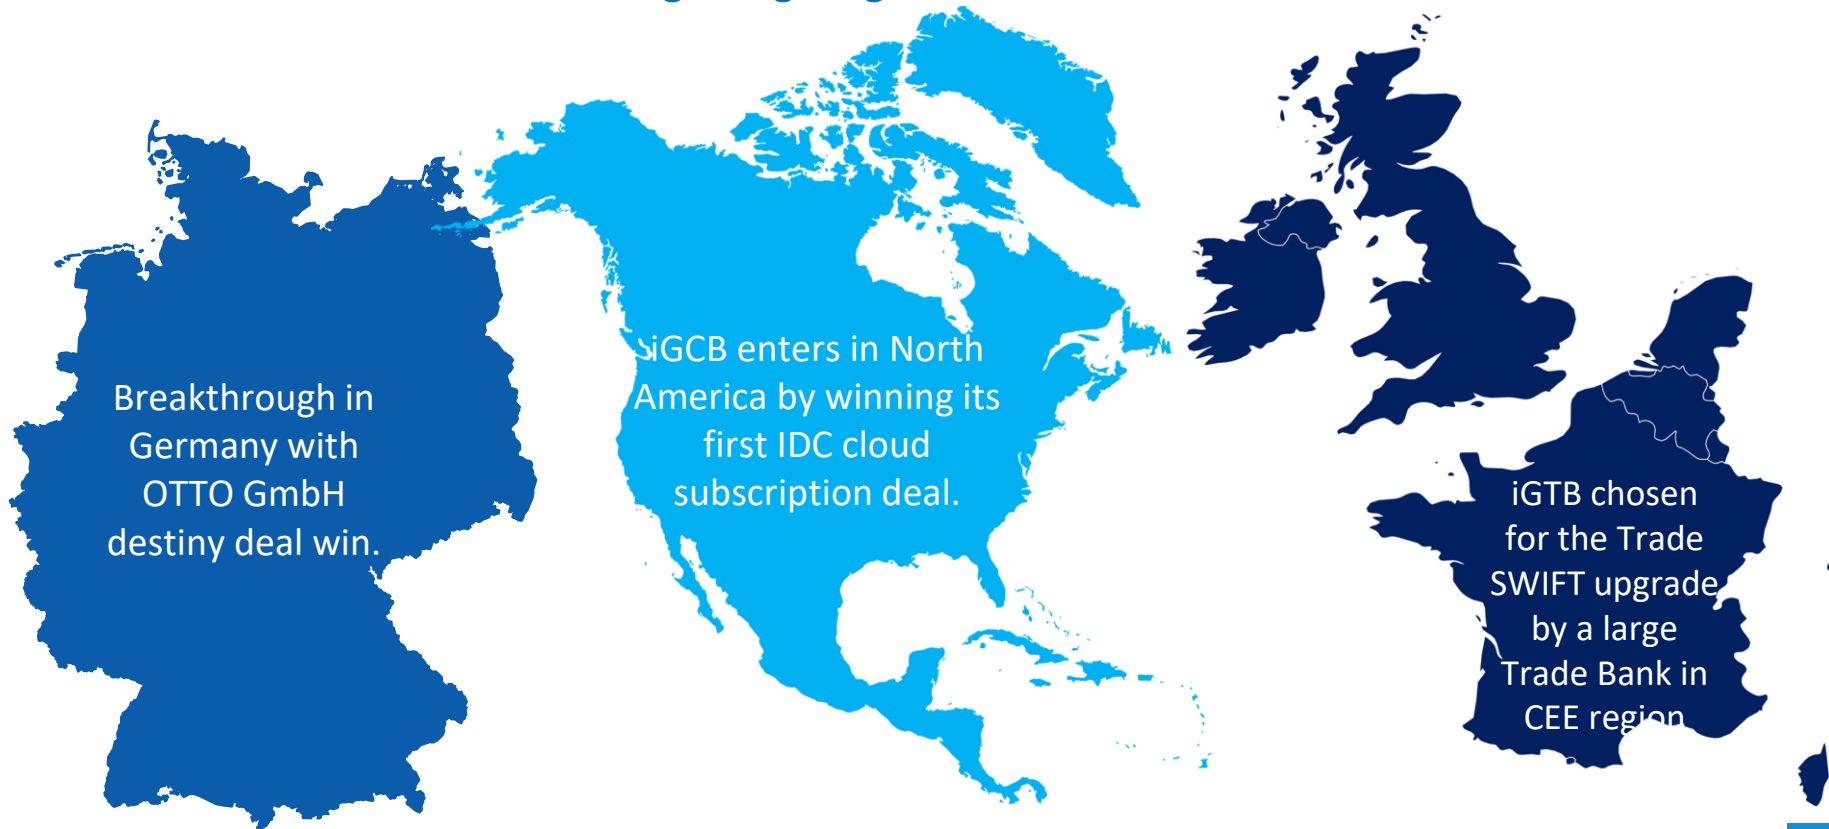 Breakthrough in
Germany with
OTTO GmbH
destiny deal win.
iGCB enters in North
America by winning its
first IDC cloud
subscription deal.
iGTB chosen
for the Trade
SWIFT upgrade
by a large
Trade Bank in
CEE region